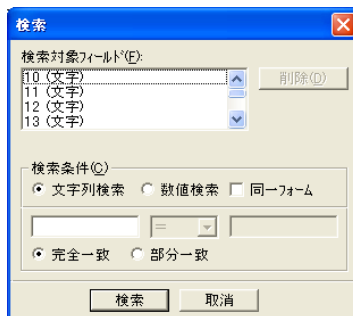 検索
検索対象フィールド(F):
10 (文字)
11 (文字)
12 (文字)
13 (文字)
削除(D)
検索条件(C)
文字列検索 数値検索 同一フォーム
=
完全一致 部分一致
検索 取消